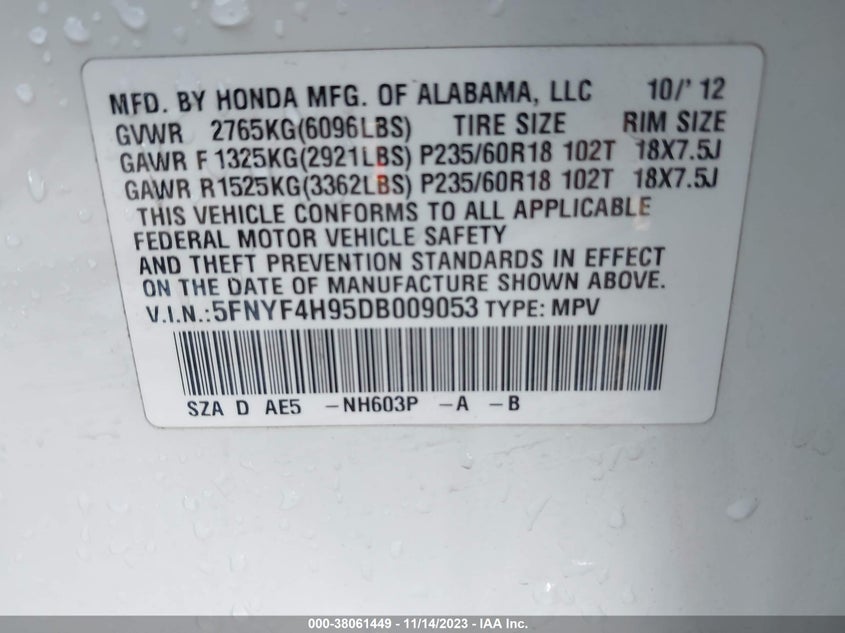 MFD. BY HONDA MFG. OF ALABAMA, LLC 10/'12
GVWR 2765KG(6096LBS) TIRE SIZE RIM SIZE
GAWR F 1325KG(2921LBS) P235/60R18 102T 18X7.5J
GAWR R1525KG(3362LBS) P235/60R18 102T 18X7.5J
THIS VEHICLE CONFORMS TO ALL APPLICABLE
FEDERAL MOTOR VEHICLE SAFETY
AND THEFT PREVENTION STANDARDS IN EFFECT
ON THE DATE OF MANUFACTURE SHOWN ABOVE.
V.I.N.:5FNYF4H95DB009053 TYPE: MPV
SZA D AE5 -NH603P -A -B
000-38061449 - 11/14/2023 - IAA Inc.